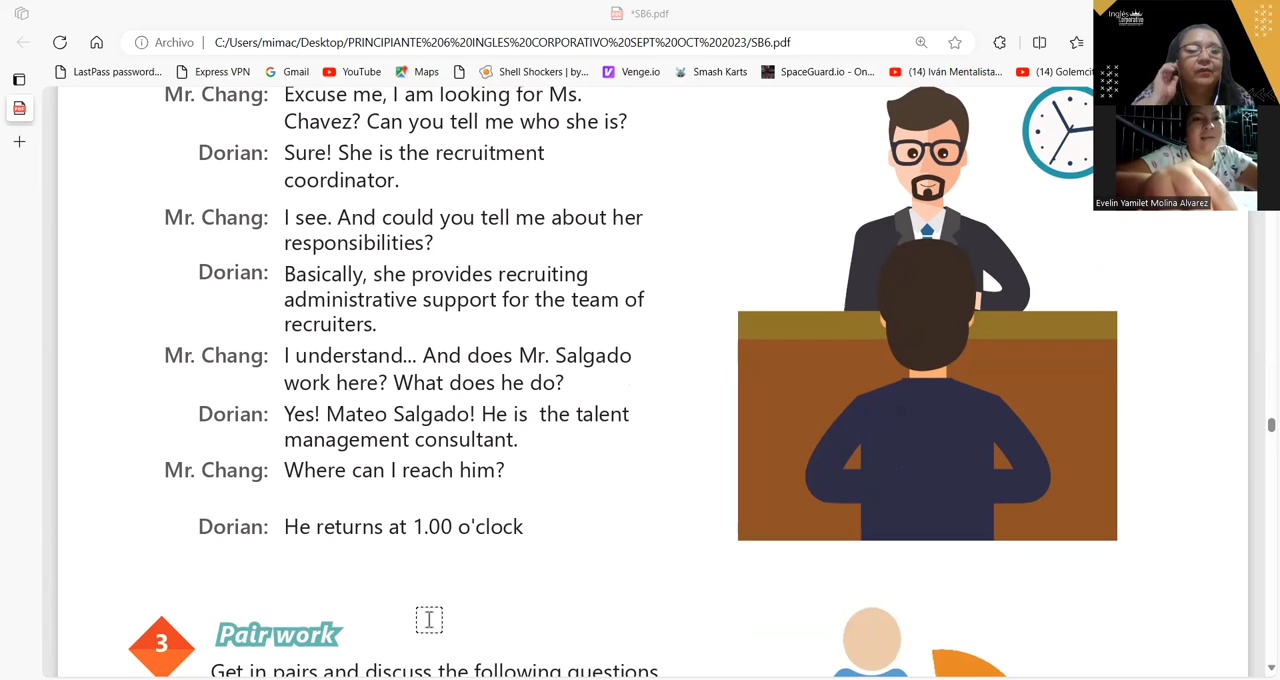 *SB6.pdf
Archivo
C:/Users/mimac/Desktop/PRINCIPIANTE%206%20INGLES%20CORPORATIVO%20SEPT%20OCT%202023/SB6.pdf
LastPass password...
Express VPN
Gmail
YouTube
Maps
Shell Shockers | by...
Venge.io
Smash Karts
SpaceGuard.io - On...
(14) Iván Mentalista...
(14) Golemcit
Inglés
Corporativo
Evelin Yamilet Molina Alvarez
Mr. Chang: Excuse me, I am looking for Ms.
Chavez? Can you tell me who she is?
Dorian: Sure! She is the recruitment
coordinator.
Mr. Chang: I see. And could you tell me about her
responsibilities?
Dorian: Basically, she provides recruiting
administrative support for the team of
recruiters.
Mr. Chang: I understand... And does Mr. Salgado
work here? What does he do?
Dorian: Yes! Mateo Salgado! He is the talent
management consultant.
Mr. Chang: Where can I reach him?
Dorian: He returns at 1.00 o'clock
3
Pair work
Get in pairs and discuss the following questions